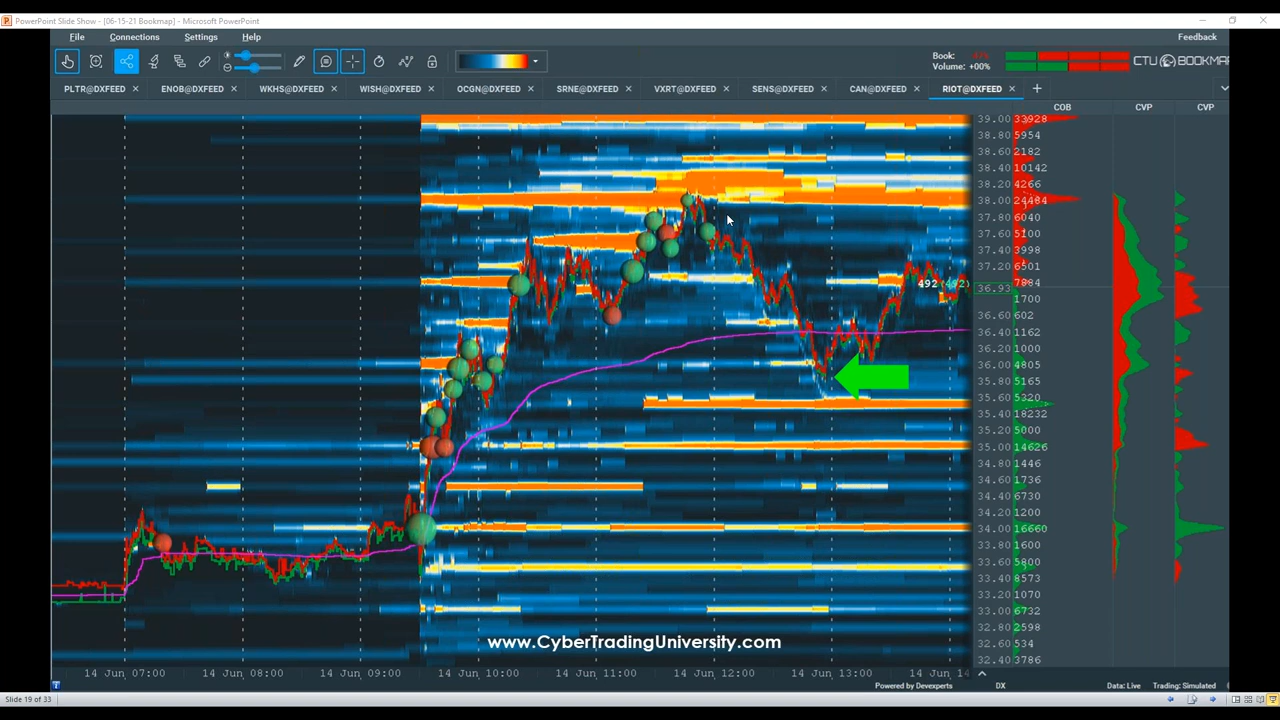 PowerPoint Slide Show - [06-15-21 Bookmap] - Microsoft PowerPoint
File Connections Settings Help Feedback
Book:
Volume: +00%
CTU BOOKMAP
PLTR@DXFEED ENOB@DXFEED WKHS@DXFEED WISH@DXFEED OCGN@DXFEED SRNE@DXFEED VXRT@DXFEED SENS@DXFEED CAN@DXFEED RIOT@DXFEED
COB CVP CVP
39.00 33928
38.80 5954
38.60 2182
38.40 10142
38.20 4266
38.00 24484
37.80 6040
37.60 5100
37.40 3998
37.20 6501
7884
492 (492) 36.93
1700
36.60 602
36.40 1162
36.20 1000
36.00 4805
35.80 5165
35.60 5320
35.40 18232
35.20 5000
35.00 14626
34.80 1446
34.60 1736
34.40 6730
34.20 1200
34.00 16660
33.80 1600
33.60 5800
33.40 8573
33.20 1070
33.00 6732
32.80 2598
32.60 534
32.40 3786
www.CyberTradingUniversity.com
14 Jun 07:00 14 Jun 08:00 14 Jun 09:00 14 Jun 10:00 14 Jun 11:00 14 Jun 12:00 14 Jun 13:00 14 Jun 14
Powered by Devexperts DX Data: Live Trading: Simulated
Slide 19 of 33